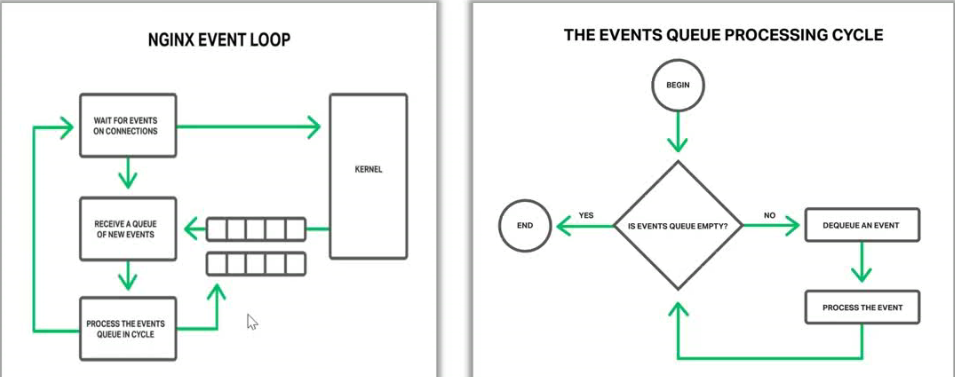 NGINX EVENT LOOP
WAIT FOR EVENTS
ON CONNECTIONS
KERNEL
RECEIVE A QUEUE
OF NEW EVENTS
PROCESS THE EVENTS
QUEUE IN CYCLE
THE EVENTS QUEUE PROCESSING CYCLE
BEGIN
END
YES
IS EVENTS QUEUE EMPTY?
NO
DEQUEUE AN EVENT
PROCESS THE EVENT